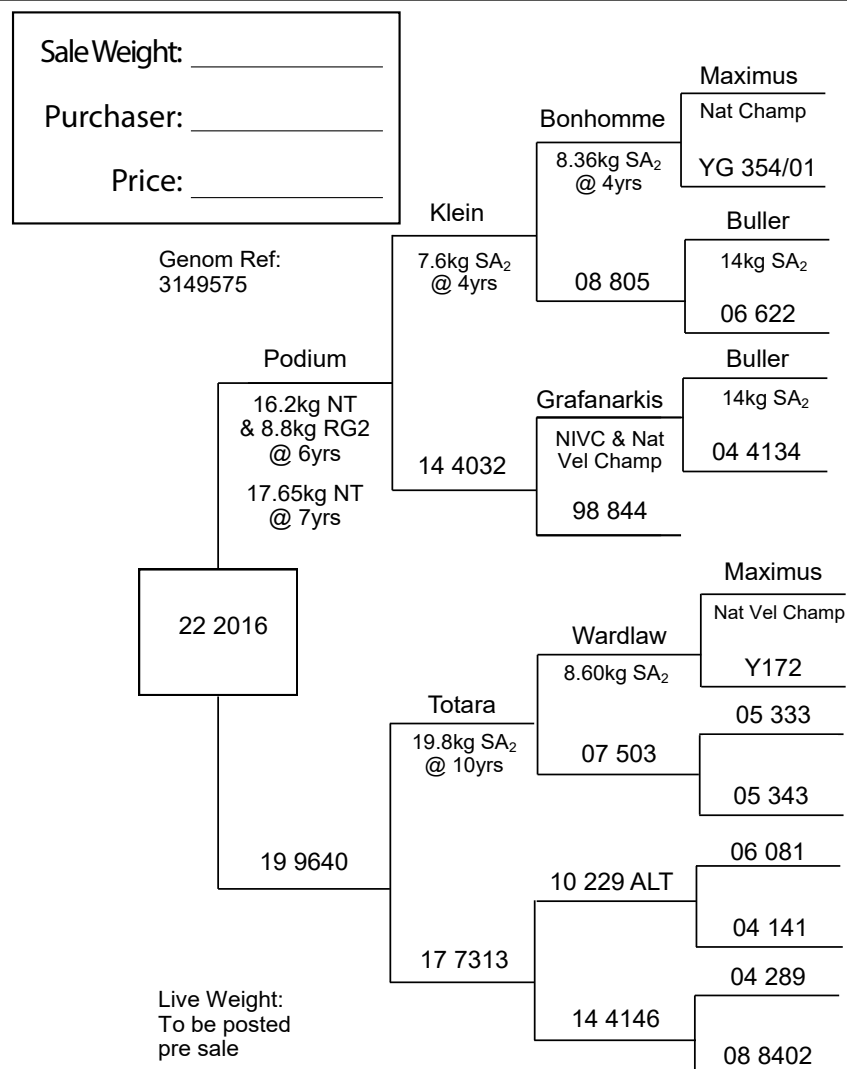 Sale Weight:
Purchaser:
Price:
Genom Ref:
3149575
Maximus
Nat Champ
YG 354/01
Bonhomme
8.36kg SA₂
@ 4yrs
Buller
14kg SA₂
06 622
08 805
Klein
7.6kg SA₂
@ 4yrs
Buller
14kg SA₂
04 4134
Grafanarkis
NIVC & Nat
Vel Champ
98 844
14 4032
Podium
16.2kg NT
& 8.8kg RG2
@ 6yrs
17.65kg NT
@ 7yrs
22 2016
Maximus
Nat Vel Champ
Y172
Wardlaw
8.60kg SA₂
05 333
05 343
07 503
Totara
19.8kg SA₂
@ 10yrs
19 9640
06 081
04 141
10 229 ALT
17 7313
04 289
08 8402
14 4146
Live Weight:
To be posted
pre sale